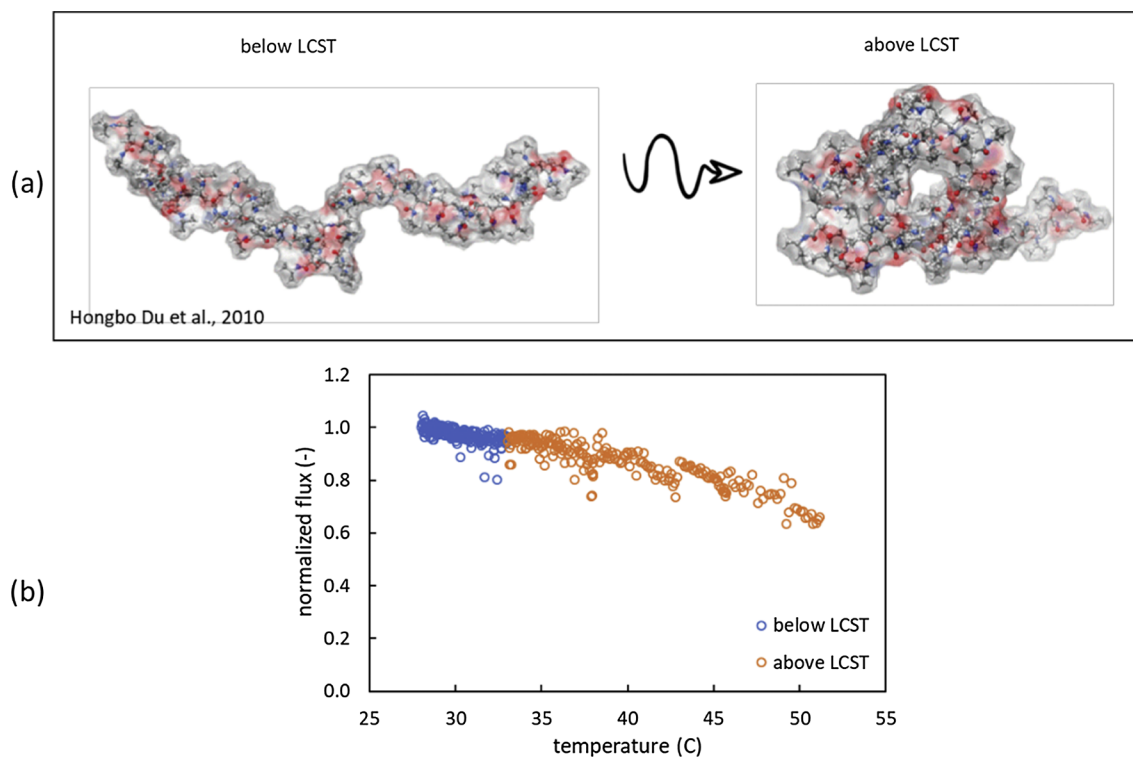 below LCST
above LCST
(a)
Hongbo Du et al., 2010
(b)
normalized flux (-)
1.2
1.0
0.8
0.6
0.4
0.2
0.0
below LCST
above LCST
25 30 35 40 45 50 55
temperature (C)